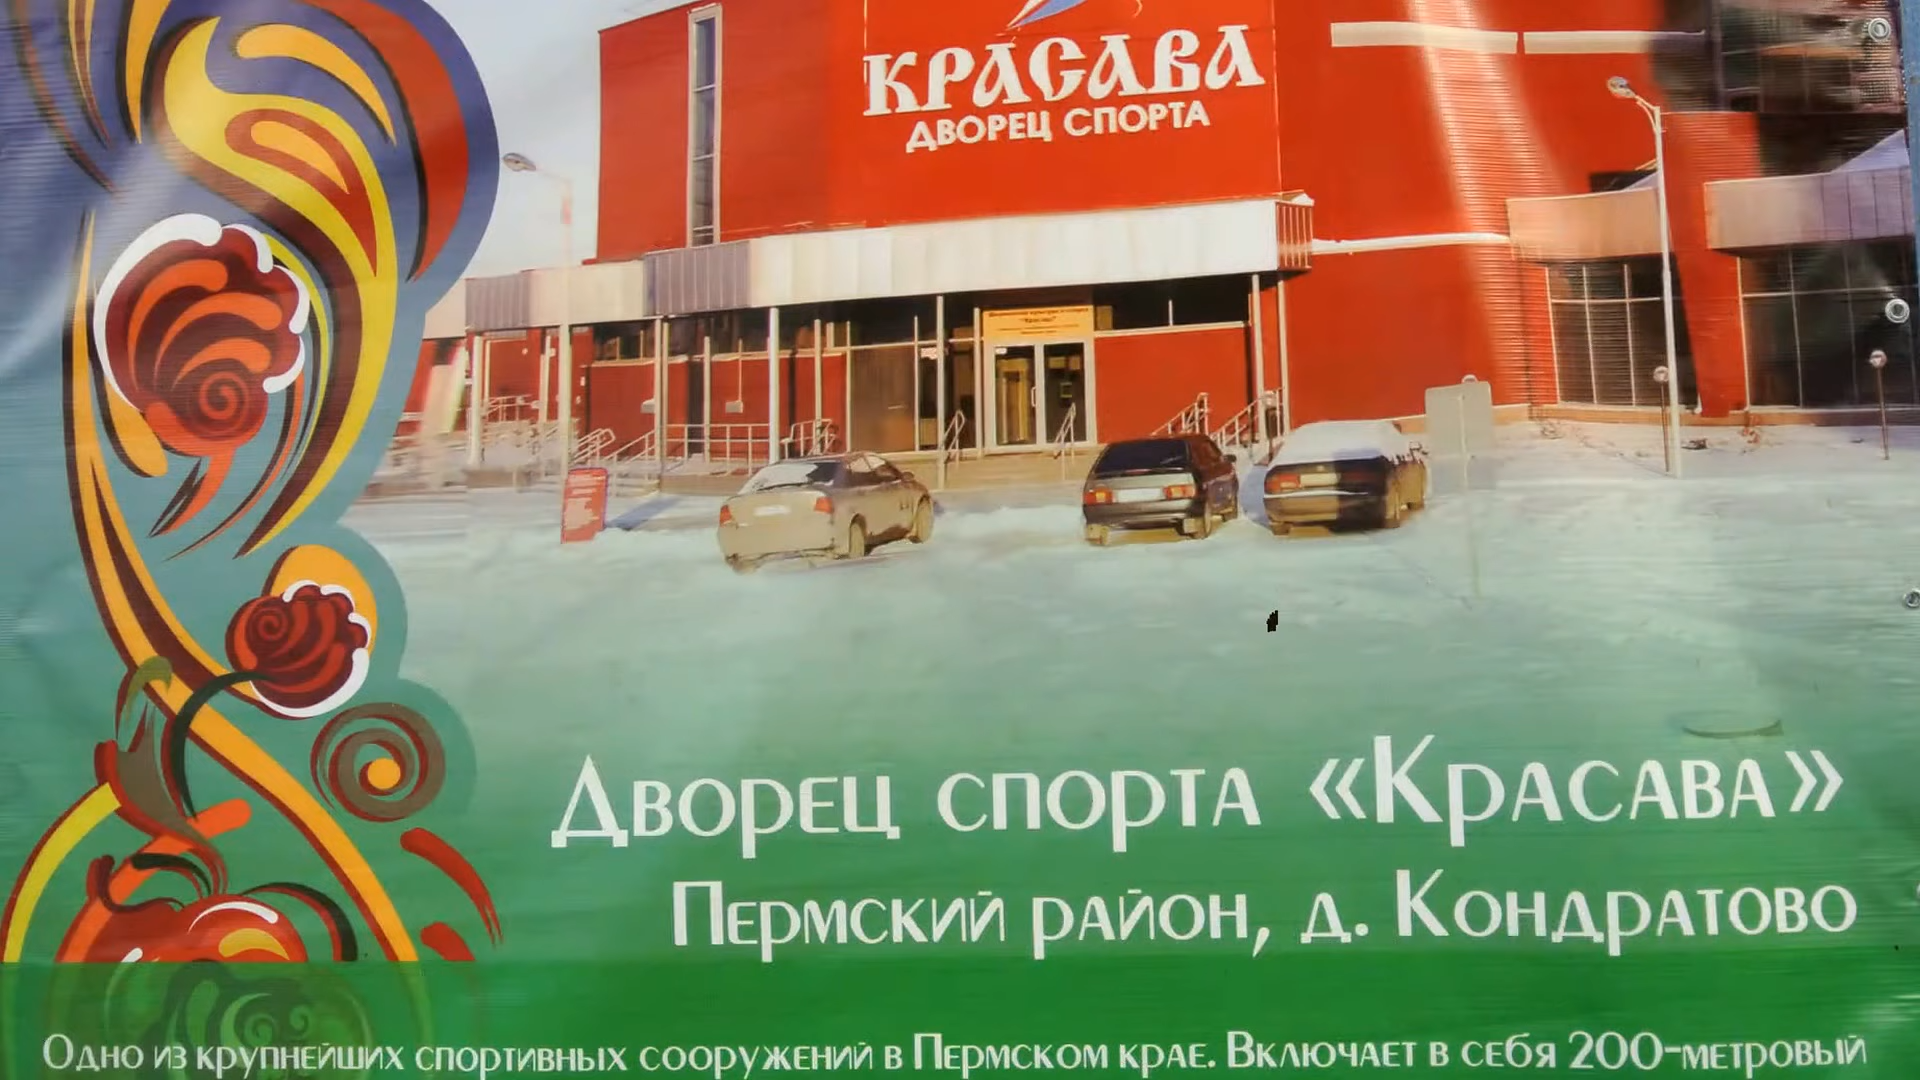 КРАСАВА
ДВОРЕЦ СПОРТА
Дворец спорта «Красава»
Пермский район, д. Кондратово
Одно из крупнейших спортивных сооружений в Пермском крае. Включает в себя 200-метровый